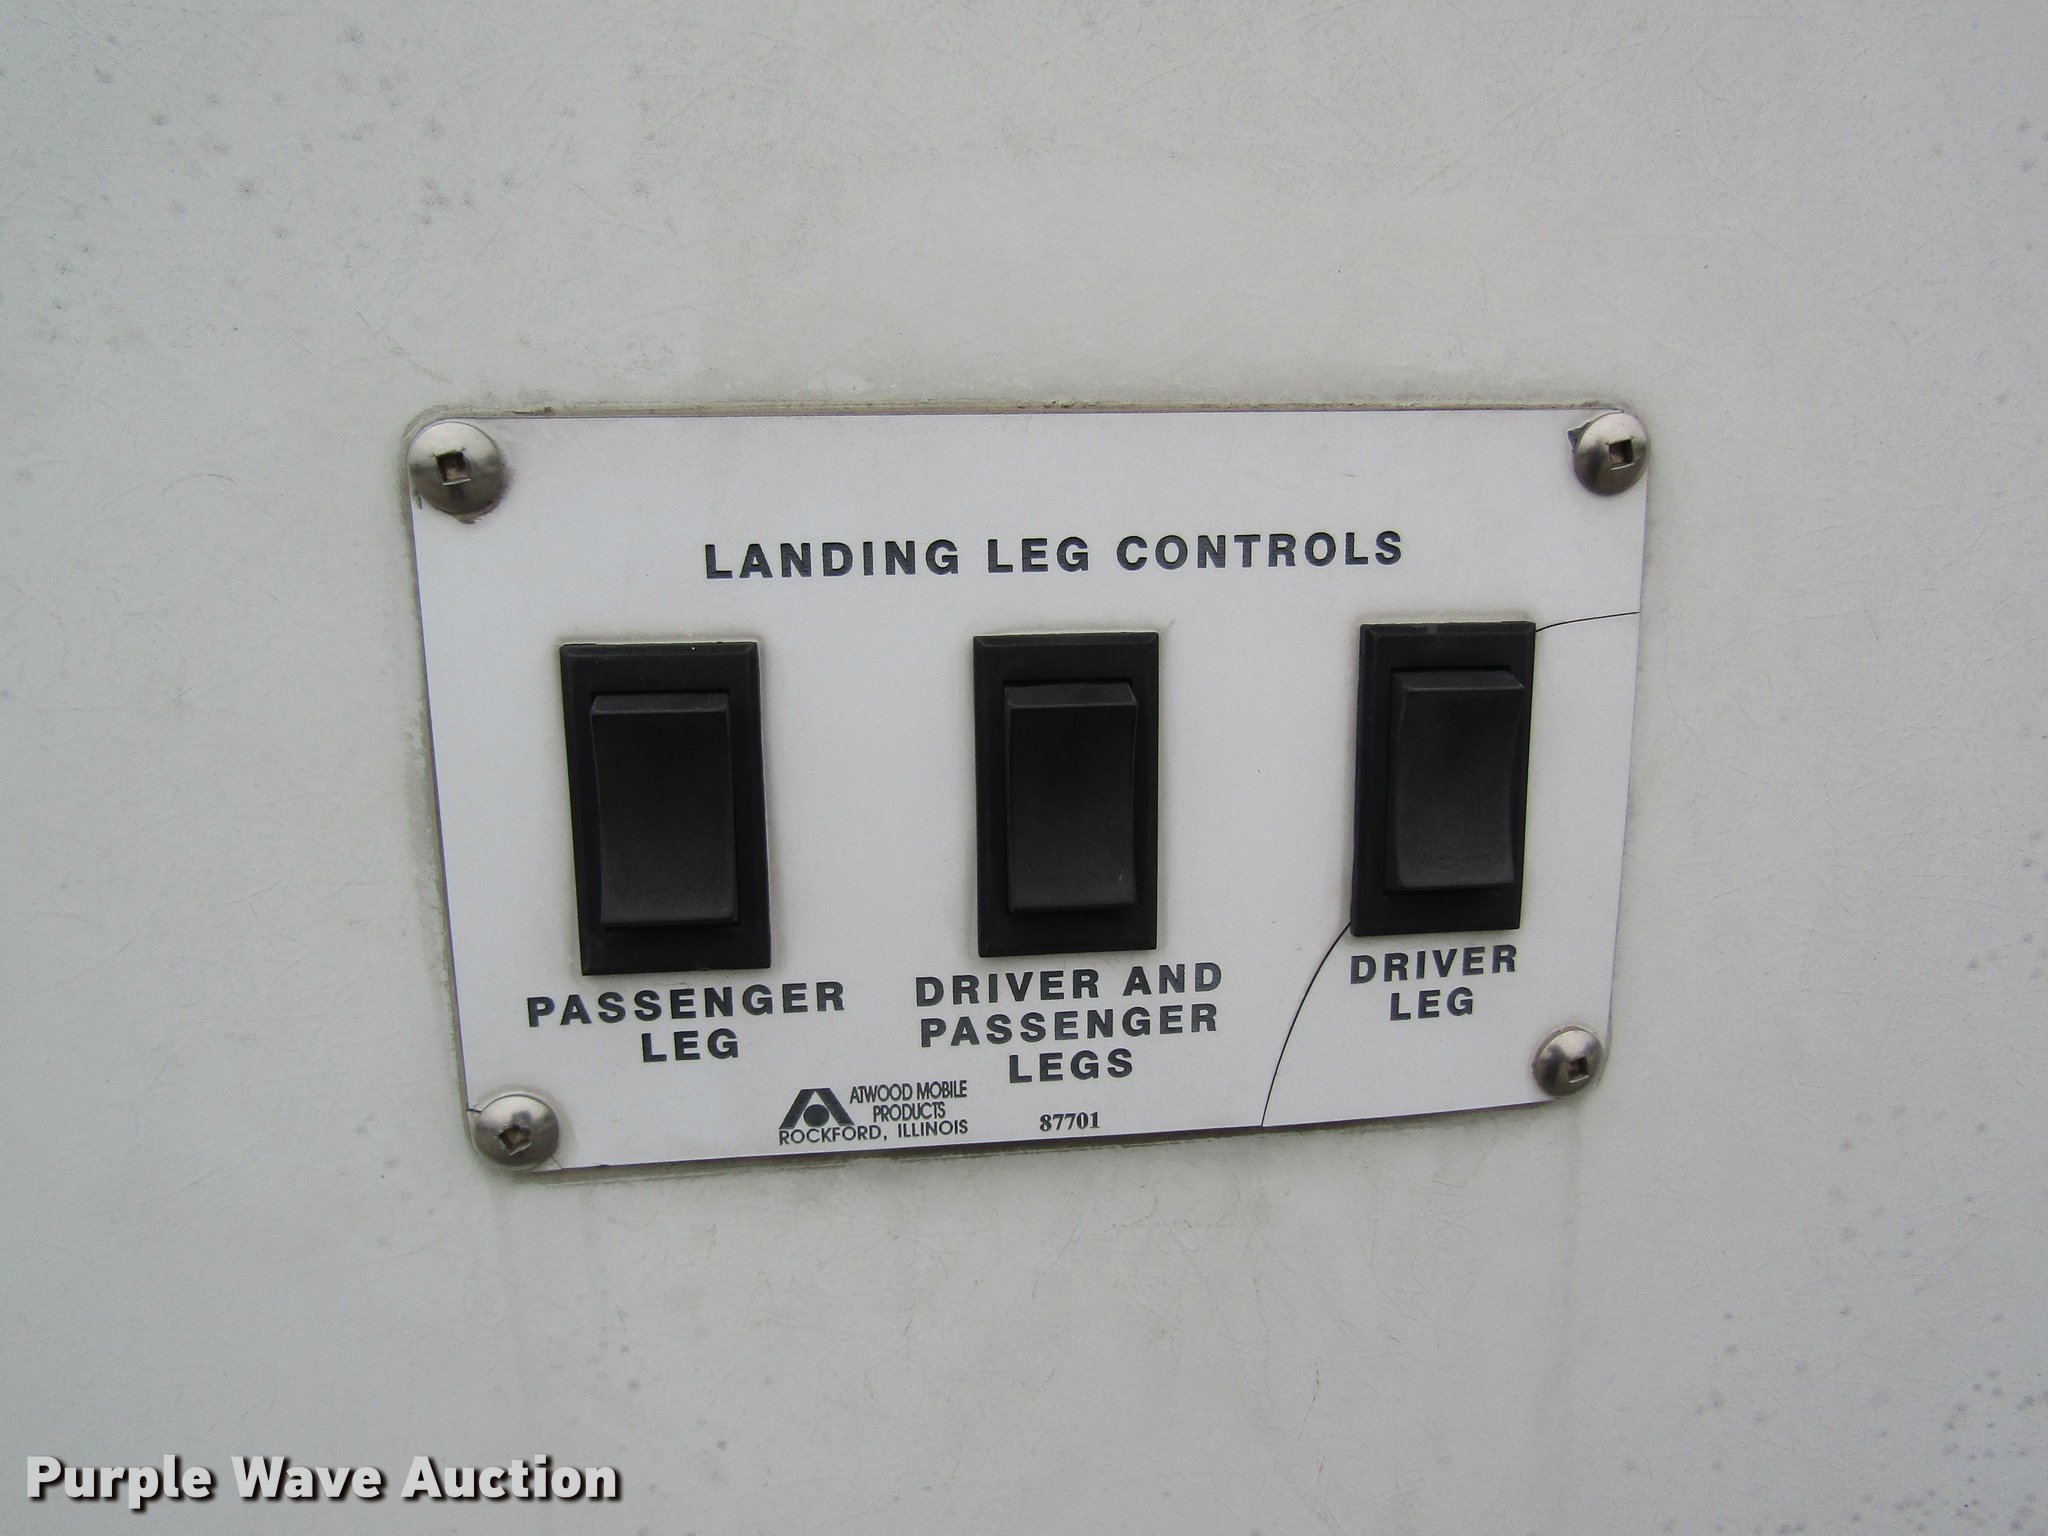 LANDING LEG CONTROLS
PASSENGER
LEG
DRIVER AND
PASSENGER
LEGS
DRIVER
LEG
ATWOOD MOBILE
PRODUCTS
ROCKFORD, ILLINOIS
87701
Purple Wave Auction